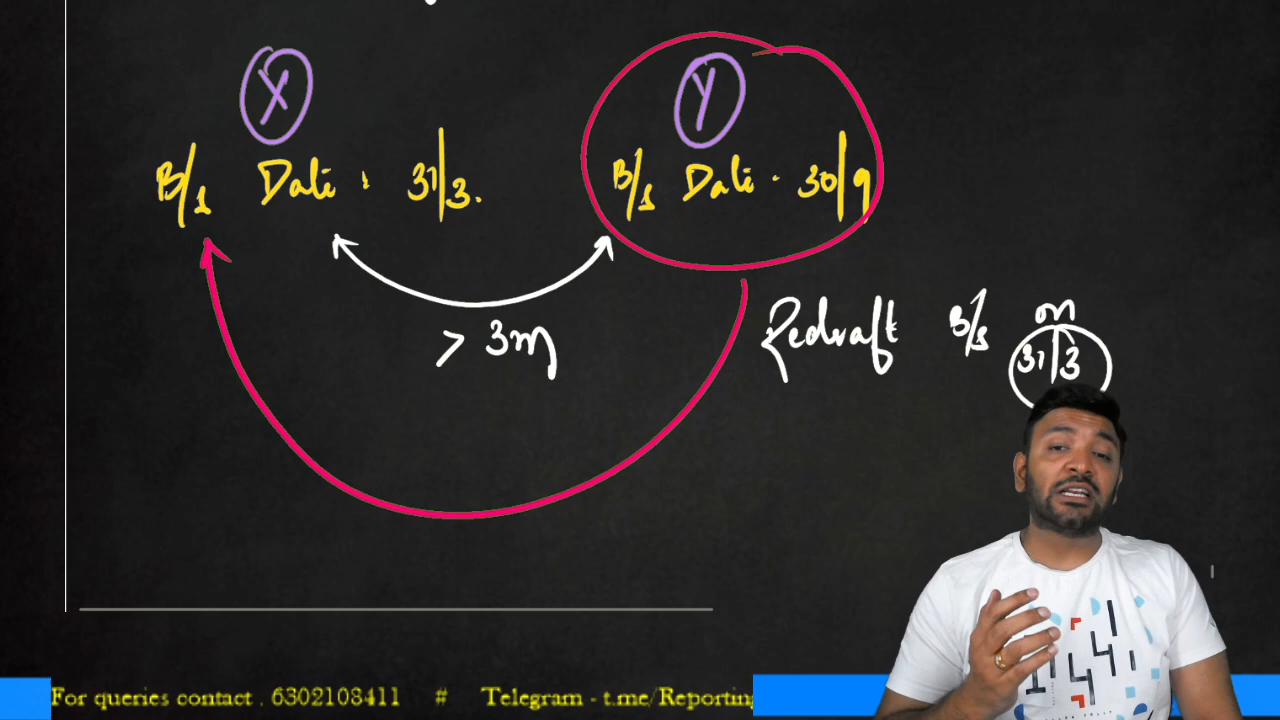 X
Y
B/s Date : 31/3.
B/s Date . 30/9
> 3m
Redraft B/s on
31/3
For queries contact . 6302108411 # Telegram - t.me/Reporting